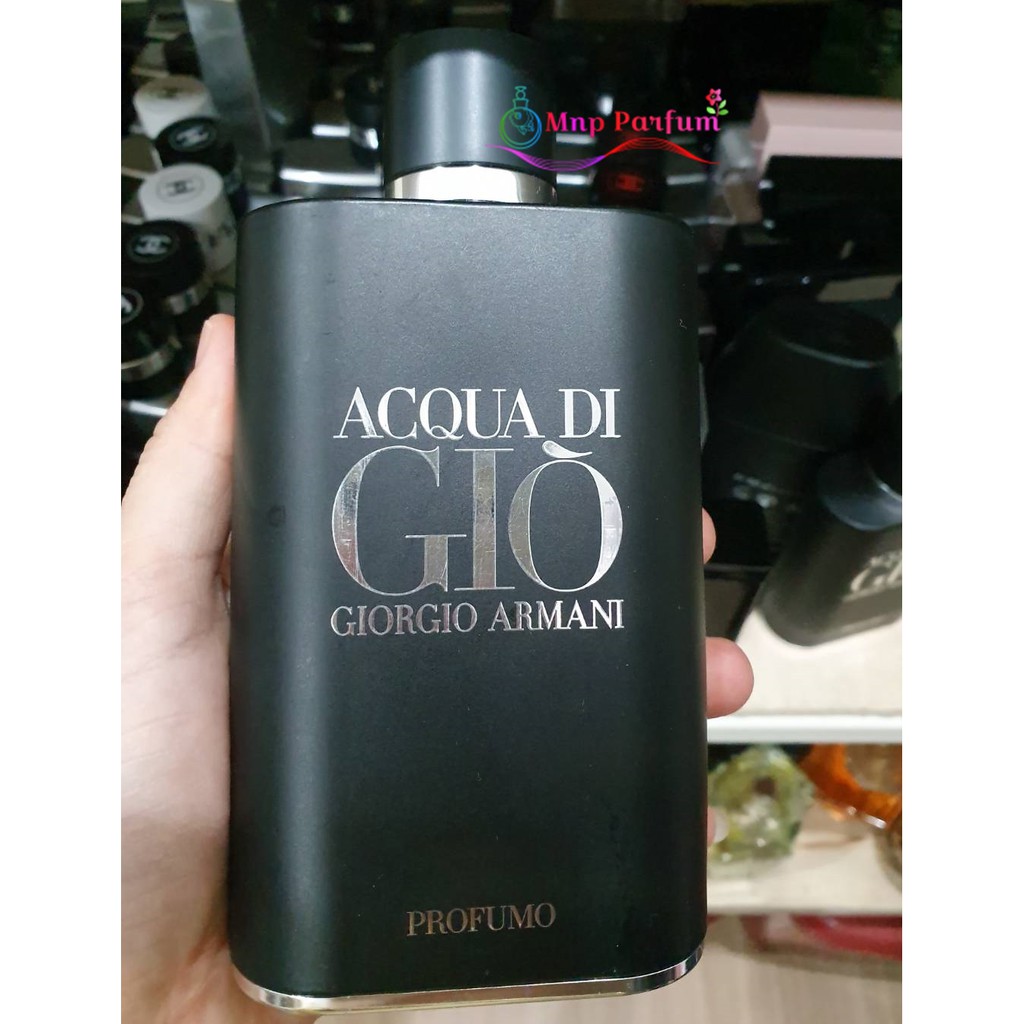 Mnp Parfum
ACQUA DI
GIÒ
GIORGIO ARMANI
PROFUMO